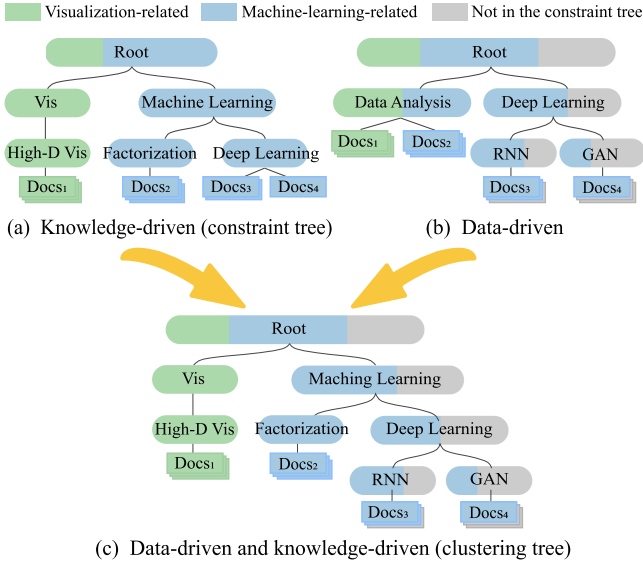 Visualization-related Machine-learning-related Not in the constraint tree
Root Root
Vis Machine Learning Data Analysis Deep Learning
High-D Vis Factorization Deep Learning Docs₁ Docs₂ RNN GAN
Docs₁ Docs₂ Docs₃ Docs₄ Docs₃ Docs₄
(a) Knowledge-driven (constraint tree) (b) Data-driven
Root
Vis Maching Learning
High-D Vis Factorization Deep Learning
Docs₁ Docs₂ RNN GAN
Docs₃ Docs₄
(c) Data-driven and knowledge-driven (clustering tree)